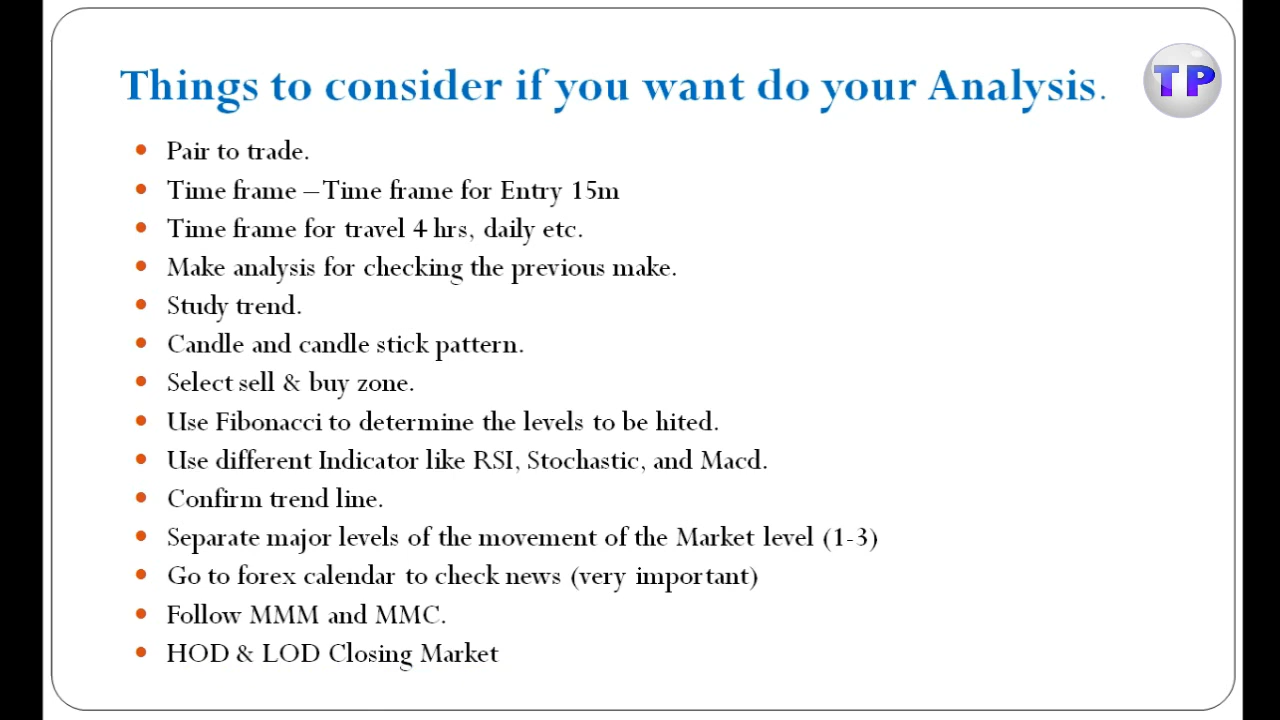 Things to consider if you want do your Analysis.
TP
• Pair to trade.
• Time frame – Time frame for Entry 15m
• Time frame for travel 4 hrs, daily etc.
• Make analysis for checking the previous make.
• Study trend.
• Candle and candle stick pattern.
• Select sell & buy zone.
• Use Fibonacci to determine the levels to be hited.
• Use different Indicator like RSI, Stochastic, and Macd.
• Confirm trend line.
• Separate major levels of the movement of the Market level (1-3)
• Go to forex calendar to check news (very important)
• Follow MMM and MMC.
• HOD & LOD Closing Market